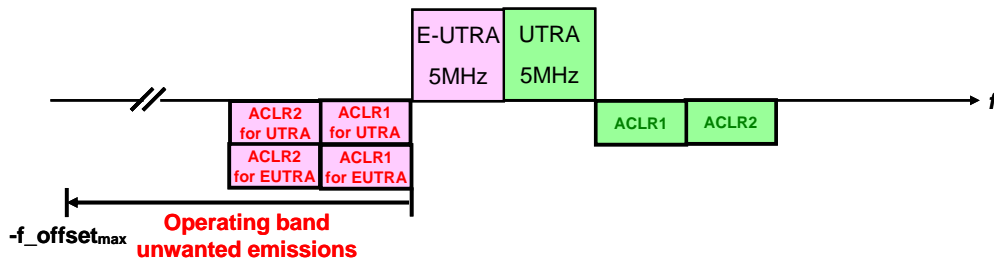 E-UTRA
5MHz
UTRA
5MHz
f
ACLR2
for UTRA
ACLR1
for UTRA
ACLR1
ACLR2
ACLR2
for EUTRA
ACLR1
for EUTRA
-f_offsetmax
Operating band
unwanted emissions